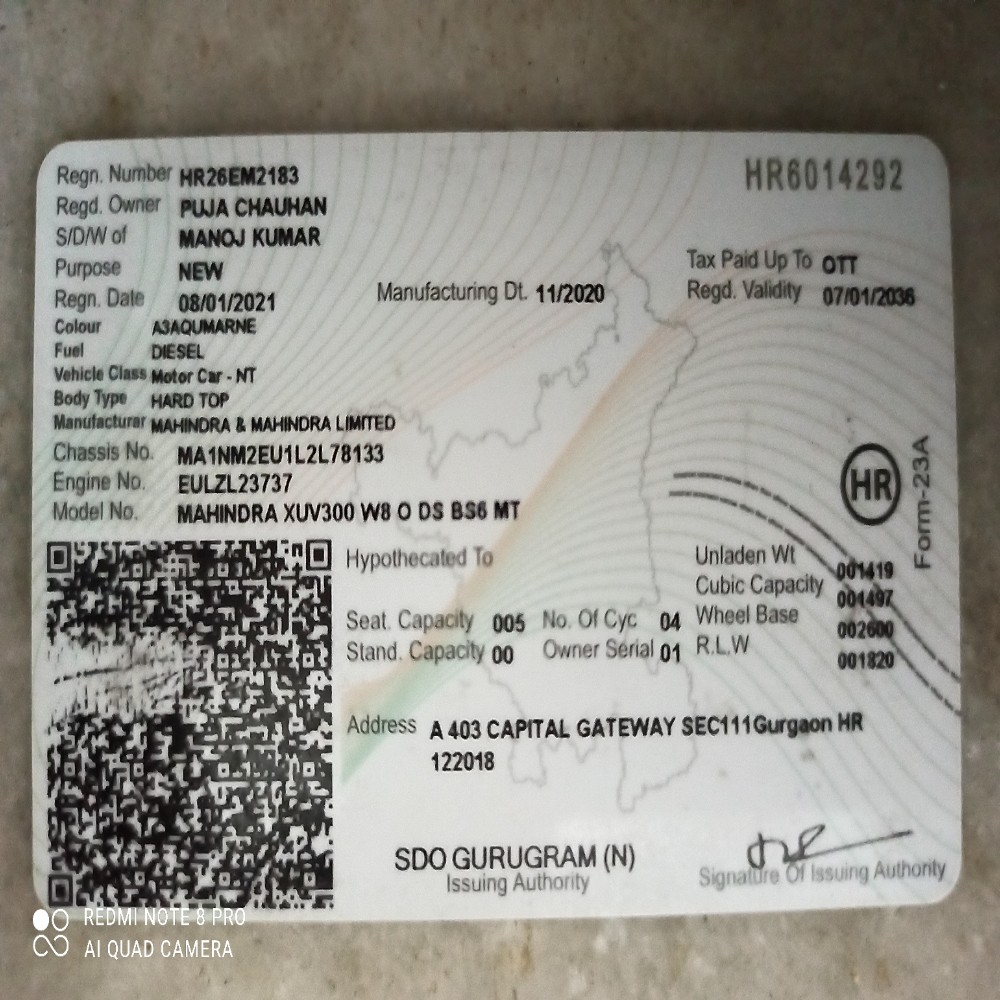 Regn. Number HR26EM2183 HR6014292
Regd. Owner PUJA CHAUHAN
S/D/W of MANOJ KUMAR
Purpose NEW Tax Paid Up To OTT
Regn. Date 08/01/2021 Manufacturing Dt. 11/2020 Regd. Validity 07/01/2036
Colour A3AQUMARNE
Fuel DIESEL
Vehicle Class Motor Car - NT
Body Type HARD TOP
Manufacturar MAHINDRA & MAHINDRA LIMITED
Chassis No. MA1NM2EU1L2L78133
Engine No. EULZL23737
Model No. MAHINDRA XUV300 W8 O DS BS6 MT
HR
Form-23A
Hypothecated To Unladen Wt 001419
Cubic Capacity 001497
Seat. Capacity 005 No. Of Cyc 04 Wheel Base 002600
Stand. Capacity 00 Owner Serial 01 R.L.W 001820
Address A 403 CAPITAL GATEWAY SEC111Gurgaon HR
122018
SDO GURUGRAM (N)
Issuing Authority
Signature Of Issuing Authority
REDMI NOTE 8 PRO
AI QUAD CAMERA